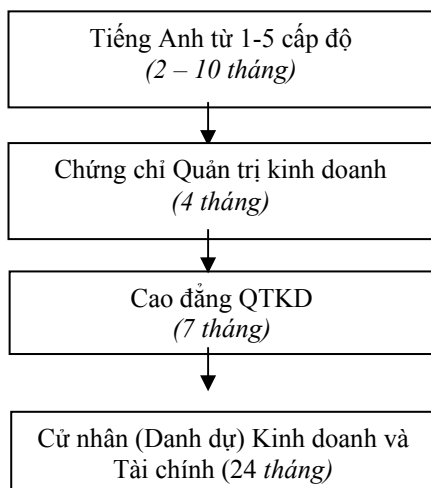 Tiếng Anh từ 1-5 cấp độ
(2 – 10 tháng)
Chứng chỉ Quản trị kinh doanh
(4 tháng)
Cao đẳng QTKD
(7 tháng)
Cử nhân (Danh dự) Kinh doanh và
Tài chính (24 tháng)